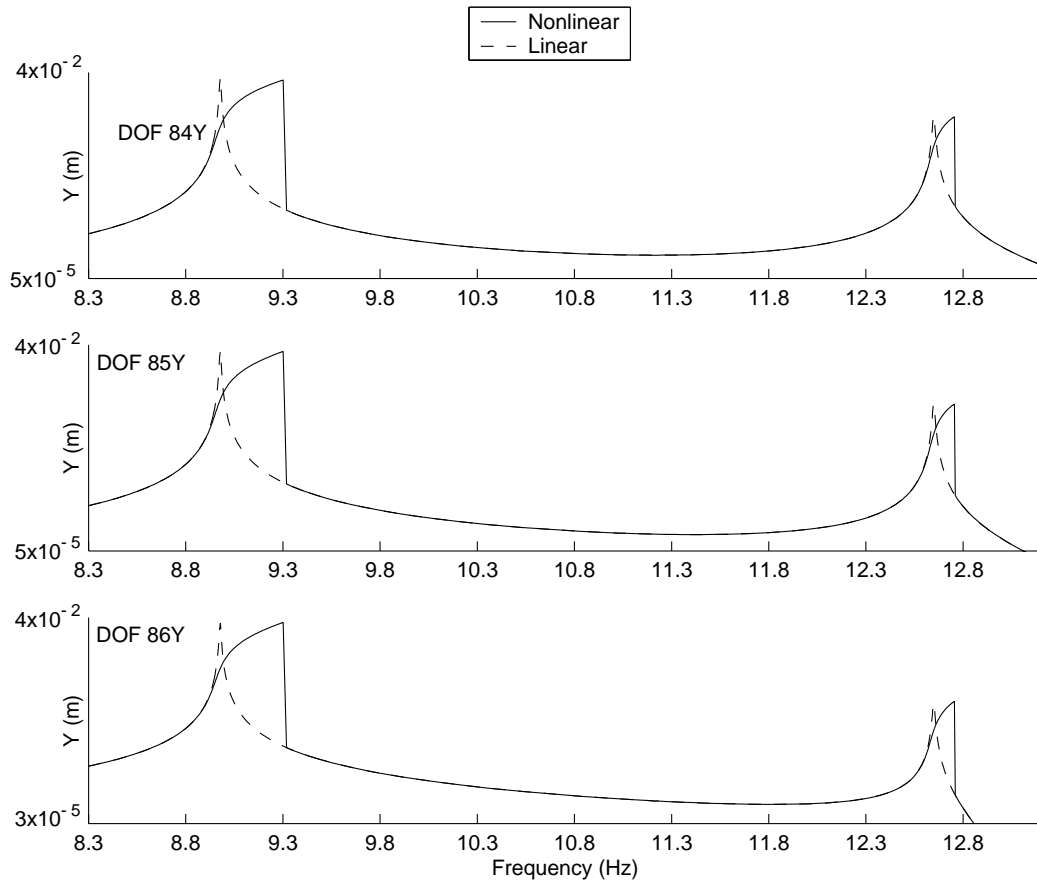 Nonlinear
Linear
4x10-2
DOF 84Y
Y (m)
5x10-5
8.3 8.8 9.3 9.8 10.3 10.8 11.3 11.8 12.3 12.8
4x10-2
DOF 85Y
Y (m)
5x10-5
8.3 8.8 9.3 9.8 10.3 10.8 11.3 11.8 12.3 12.8
4x10-2
DOF 86Y
Y (m)
3x10-5
8.3 8.8 9.3 9.8 10.3 10.8 11.3 11.8 12.3 12.8
Frequency (Hz)